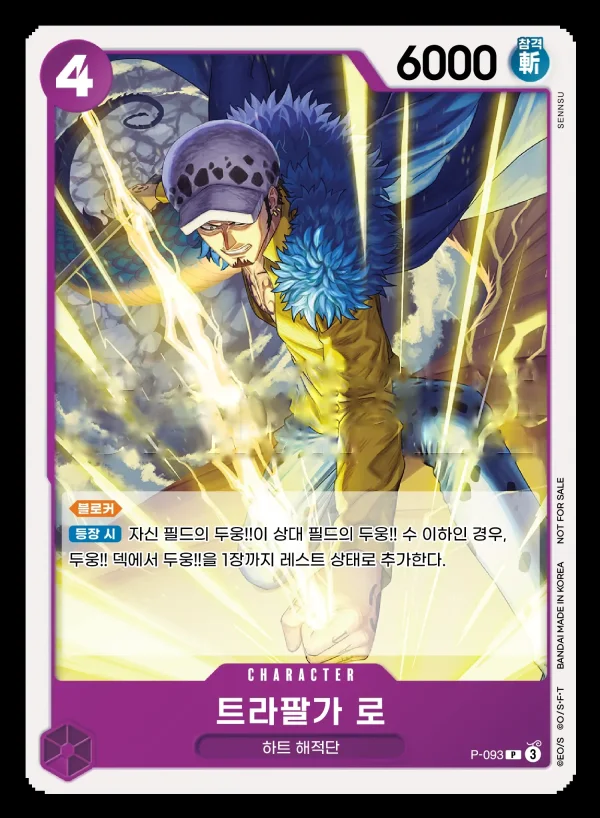 4
6000
참격
斬
SENNSU
블로커
등장 시 자신 필드의 두웅!!이 상대 필드의 두웅!! 수 이하인 경우,
두웅!! 덱에서 두웅!!을 1장까지 레스트 상태로 추가한다.
CHARACTER
트라팔가 로
하트 해적단
P-093 P 3
©EO/S ©O/S·F·T BANDAI MADE IN KOREA NOT FOR SALE